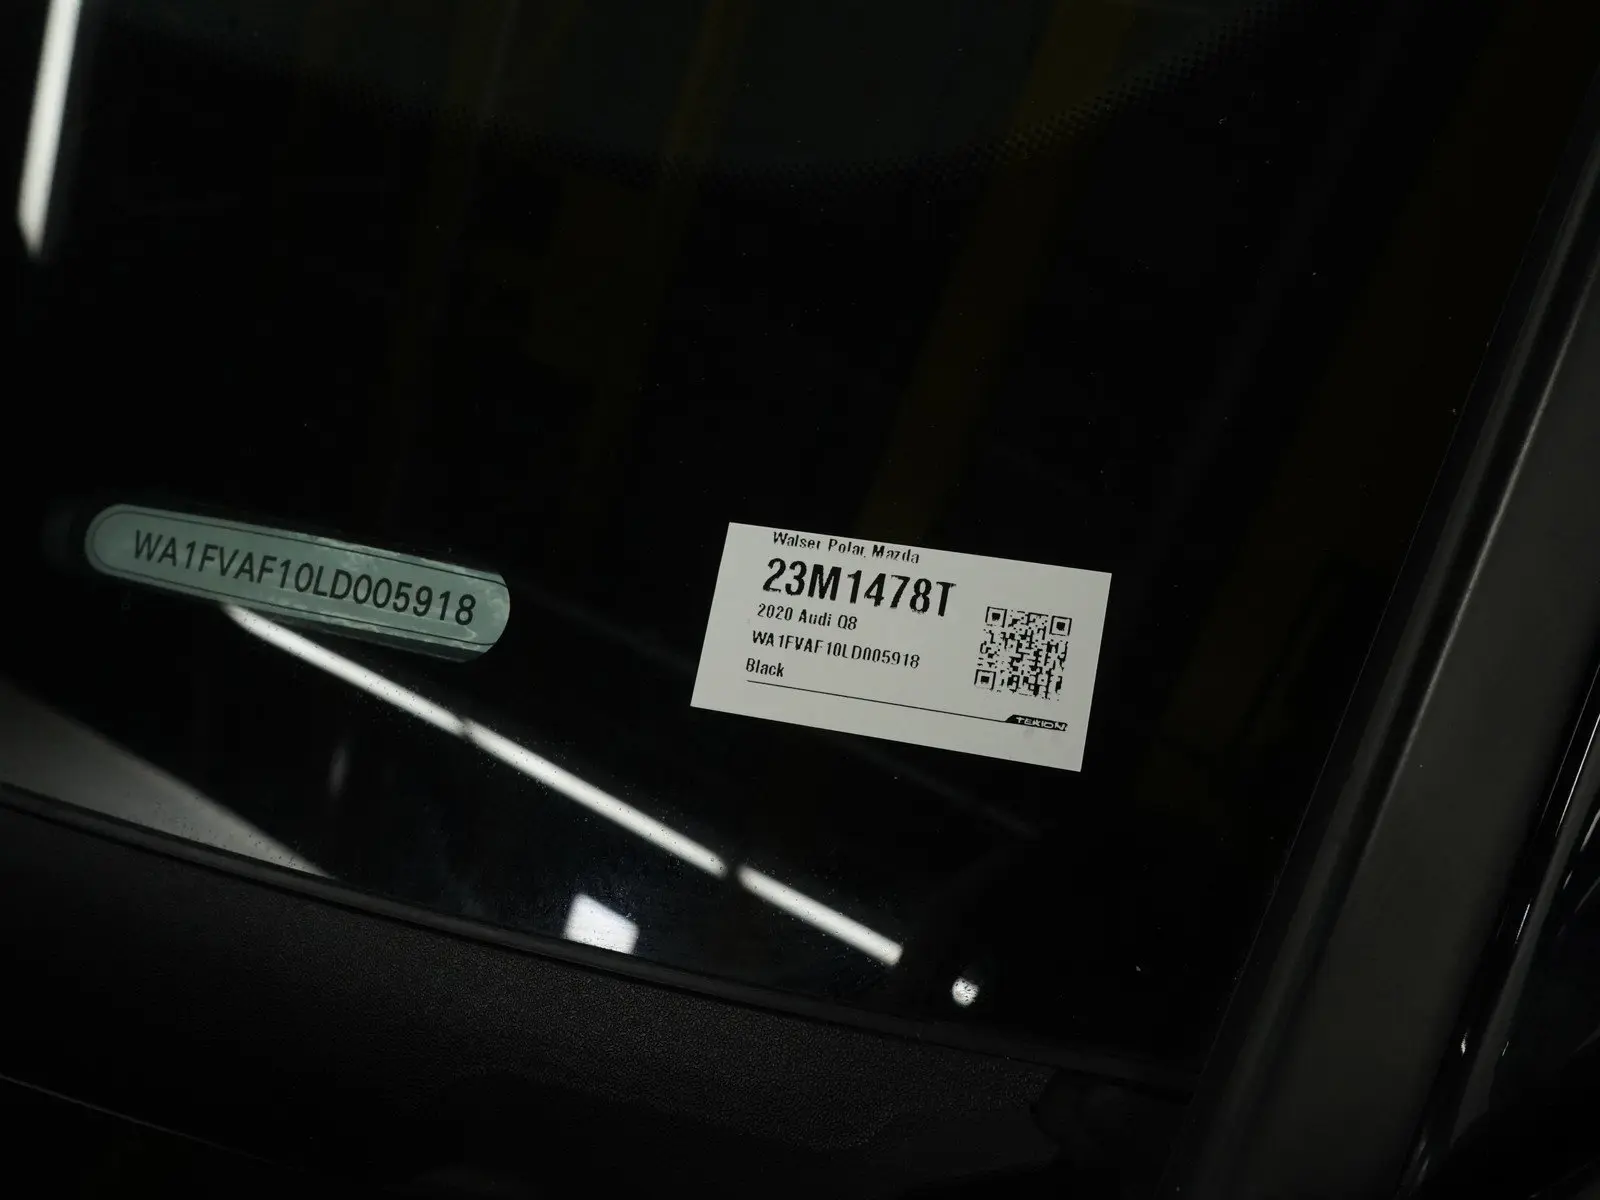 WA1FVAF10LD005918
Walser Polar Mazda
23M1478T
2020 Audi Q8
WA1FVAF10LD005918
Black
TEKION